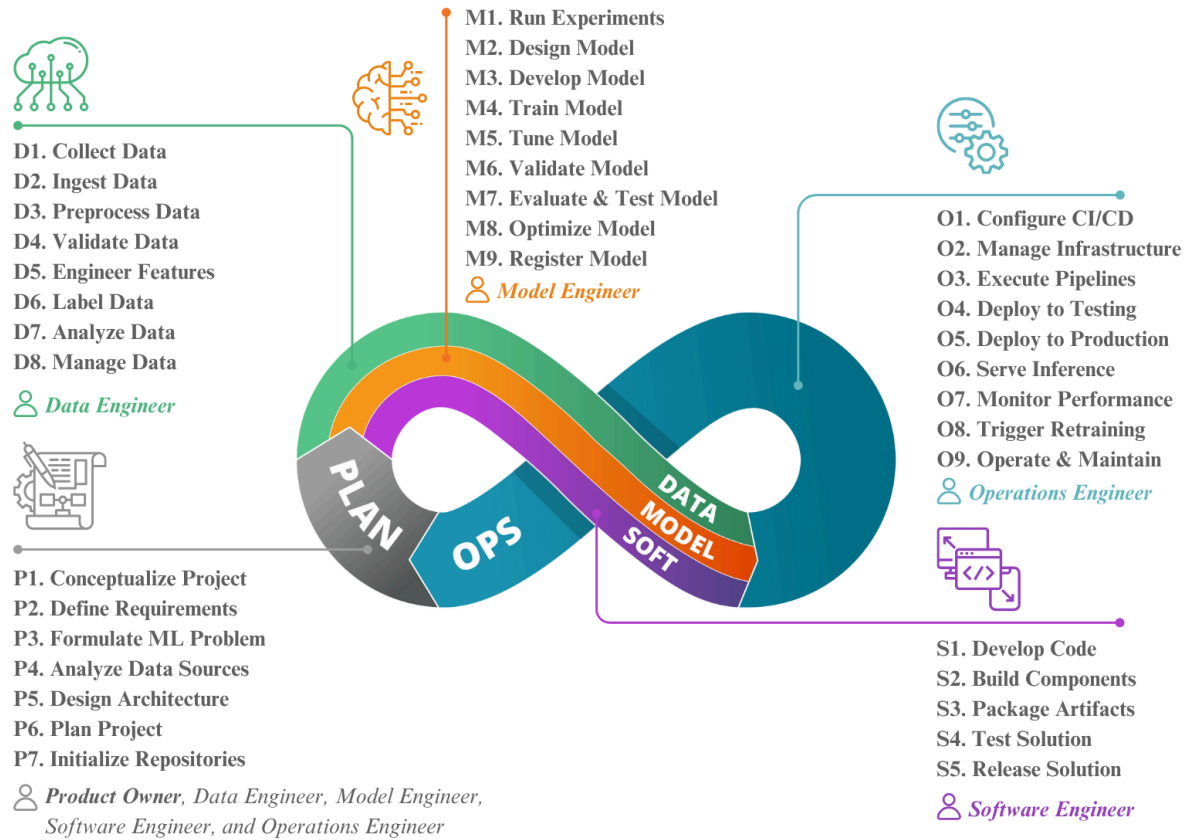 D1. Collect Data
D2. Ingest Data
D3. Preprocess Data
D4. Validate Data
D5. Engineer Features
D6. Label Data
D7. Analyze Data
D8. Manage Data
Data Engineer
M1. Run Experiments
M2. Design Model
M3. Develop Model
M4. Train Model
M5. Tune Model
M6. Validate Model
M7. Evaluate & Test Model
M8. Optimize Model
M9. Register Model
Model Engineer
O1. Configure CI/CD
O2. Manage Infrastructure
O3. Execute Pipelines
O4. Deploy to Testing
O5. Deploy to Production
O6. Serve Inference
O7. Monitor Performance
O8. Trigger Retraining
O9. Operate & Maintain
Operations Engineer
PLAN
OPS
DATA
MODEL
SOFT
P1. Conceptualize Project
P2. Define Requirements
P3. Formulate ML Problem
P4. Analyze Data Sources
P5. Design Architecture
P6. Plan Project
P7. Initialize Repositories
Product Owner, Data Engineer, Model Engineer,
Software Engineer, and Operations Engineer
</>
S1. Develop Code
S2. Build Components
S3. Package Artifacts
S4. Test Solution
S5. Release Solution
Software Engineer